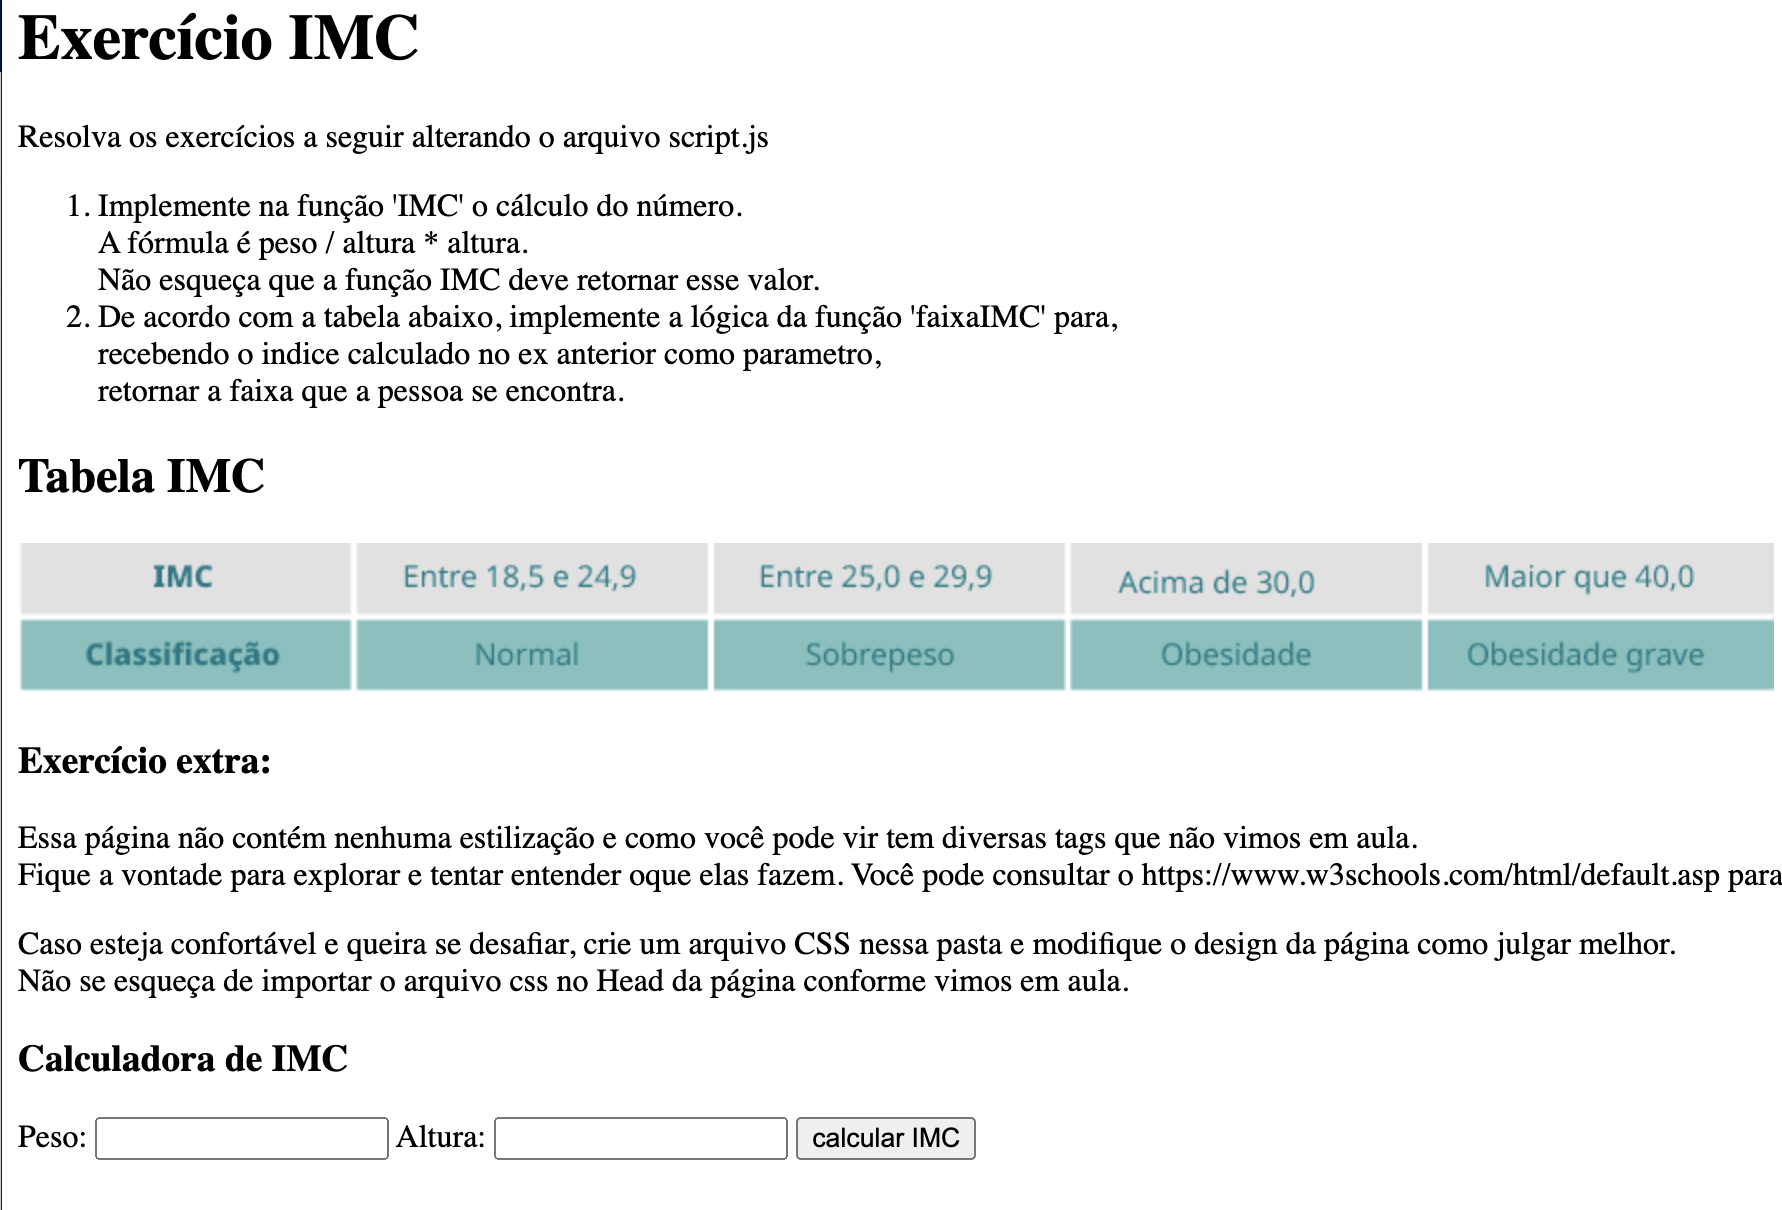 Exercício IMC
Resolva os exercícios a seguir alterando o arquivo script.js
1. Implemente na função 'IMC' o cálculo do número.
A fórmula é peso / altura * altura.
Não esqueça que a função IMC deve retornar esse valor.
2. De acordo com a tabela abaixo, implemente a lógica da função 'faixaIMC' para,
recebendo o indice calculado no ex anterior como parametro,
retornar a faixa que a pessoa se encontra.
Tabela IMC
IMC Entre 18,5 e 24,9 Entre 25,0 e 29,9 Acima de 30,0 Maior que 40,0
Classificação Normal Sobrepeso Obesidade Obesidade grave
Exercício extra:
Essa página não contém nenhuma estilização e como você pode vir tem diversas tags que não vimos em aula.
Fique a vontade para explorar e tentar entender oque elas fazem. Você pode consultar o https://www.w3schools.com/html/default.asp para
Caso esteja confortável e queira se desafiar, crie um arquivo CSS nessa pasta e modifique o design da página como julgar melhor.
Não se esqueça de importar o arquivo css no Head da página conforme vimos em aula.
Calculadora de IMC
Peso: Altura: calcular IMC